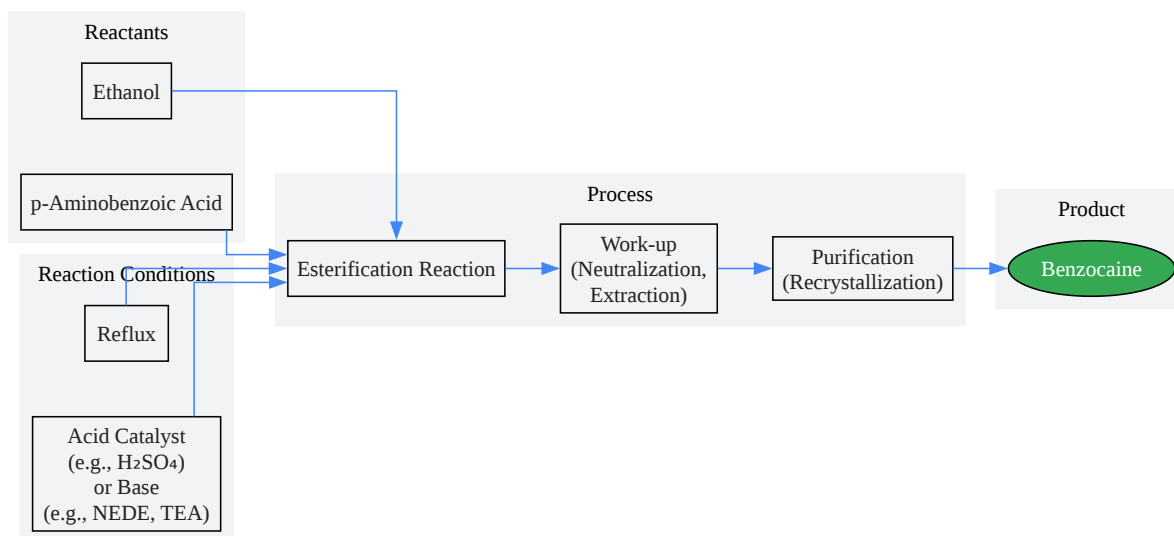 Reactants
Ethanol
p-Aminobenzoic Acid
Reaction Conditions
Reflux
Acid Catalyst
(e.g., H₂SO₄)
or Base
(e.g., NEDE, TEA)
Process
Esterification Reaction
Work-up
(Neutralization,
Extraction)
Purification
(Recrystallization)
Product
Benzocaine